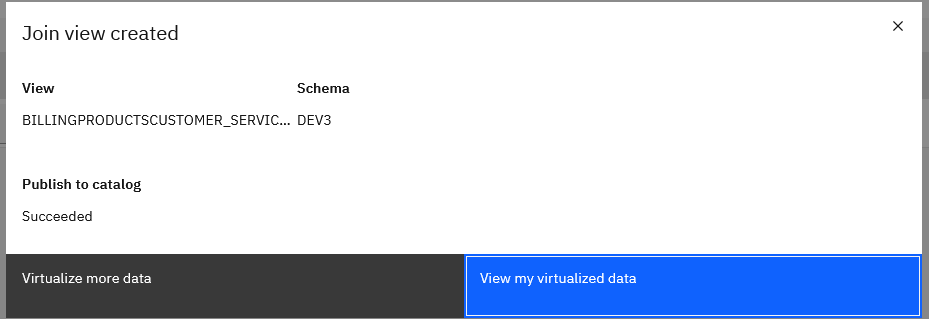 Join view created
View Schema
BILLINGPRODUCTSCUSTOMER_SERVIC... DEV3
Publish to catalog
Succeeded
Virtualize more data View my virtualized data